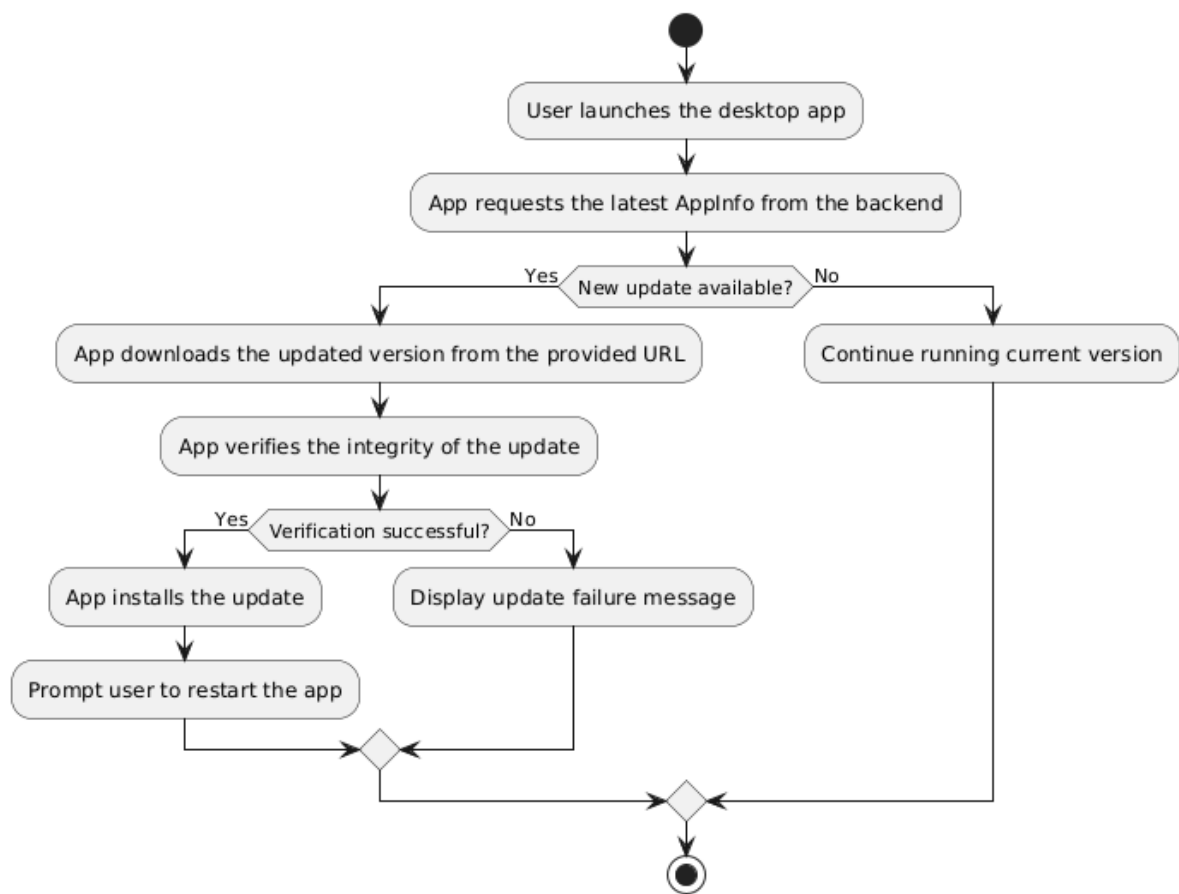 User launches the desktop app
App requests the latest AppInfo from the backend
Yes
New update available?
No
App downloads the updated version from the provided URL
Continue running current version
App verifies the integrity of the update
Yes
Verification successful?
No
App installs the update
Display update failure message
Prompt user to restart the app